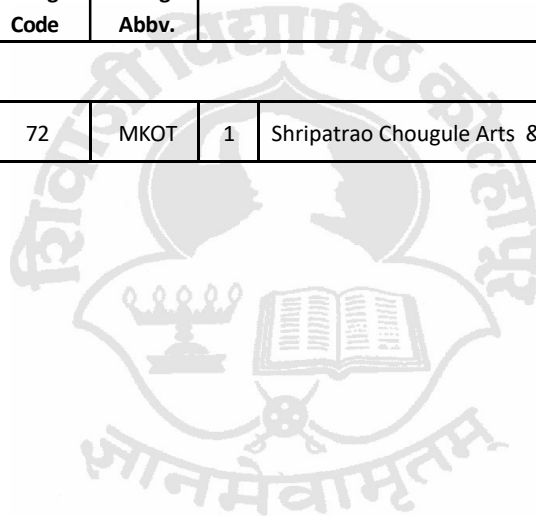 Code Abbv.
72 MKOT 1 Shripatrao Chougule Arts &
शिवाजी विद्यापीठ कोल्हापूर
ज्ञानमेवामृतम्